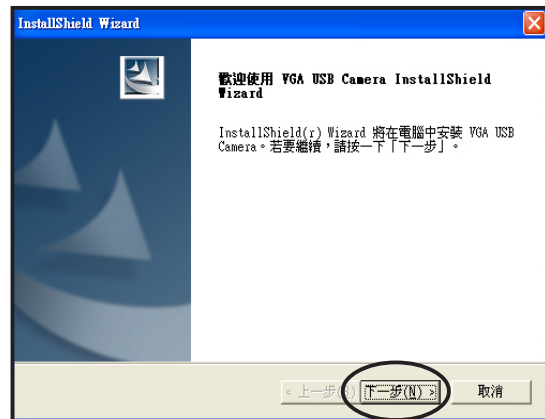 InstallShield Wizard
歡迎使用 VGA USB Camera InstallShield
Wizard
InstallShield(r) Wizard 將在電腦中安裝 VGA USB
Camera。若要繼續，請按一下「下一步」。
< 上一步(B) 下一步(N) > 取消